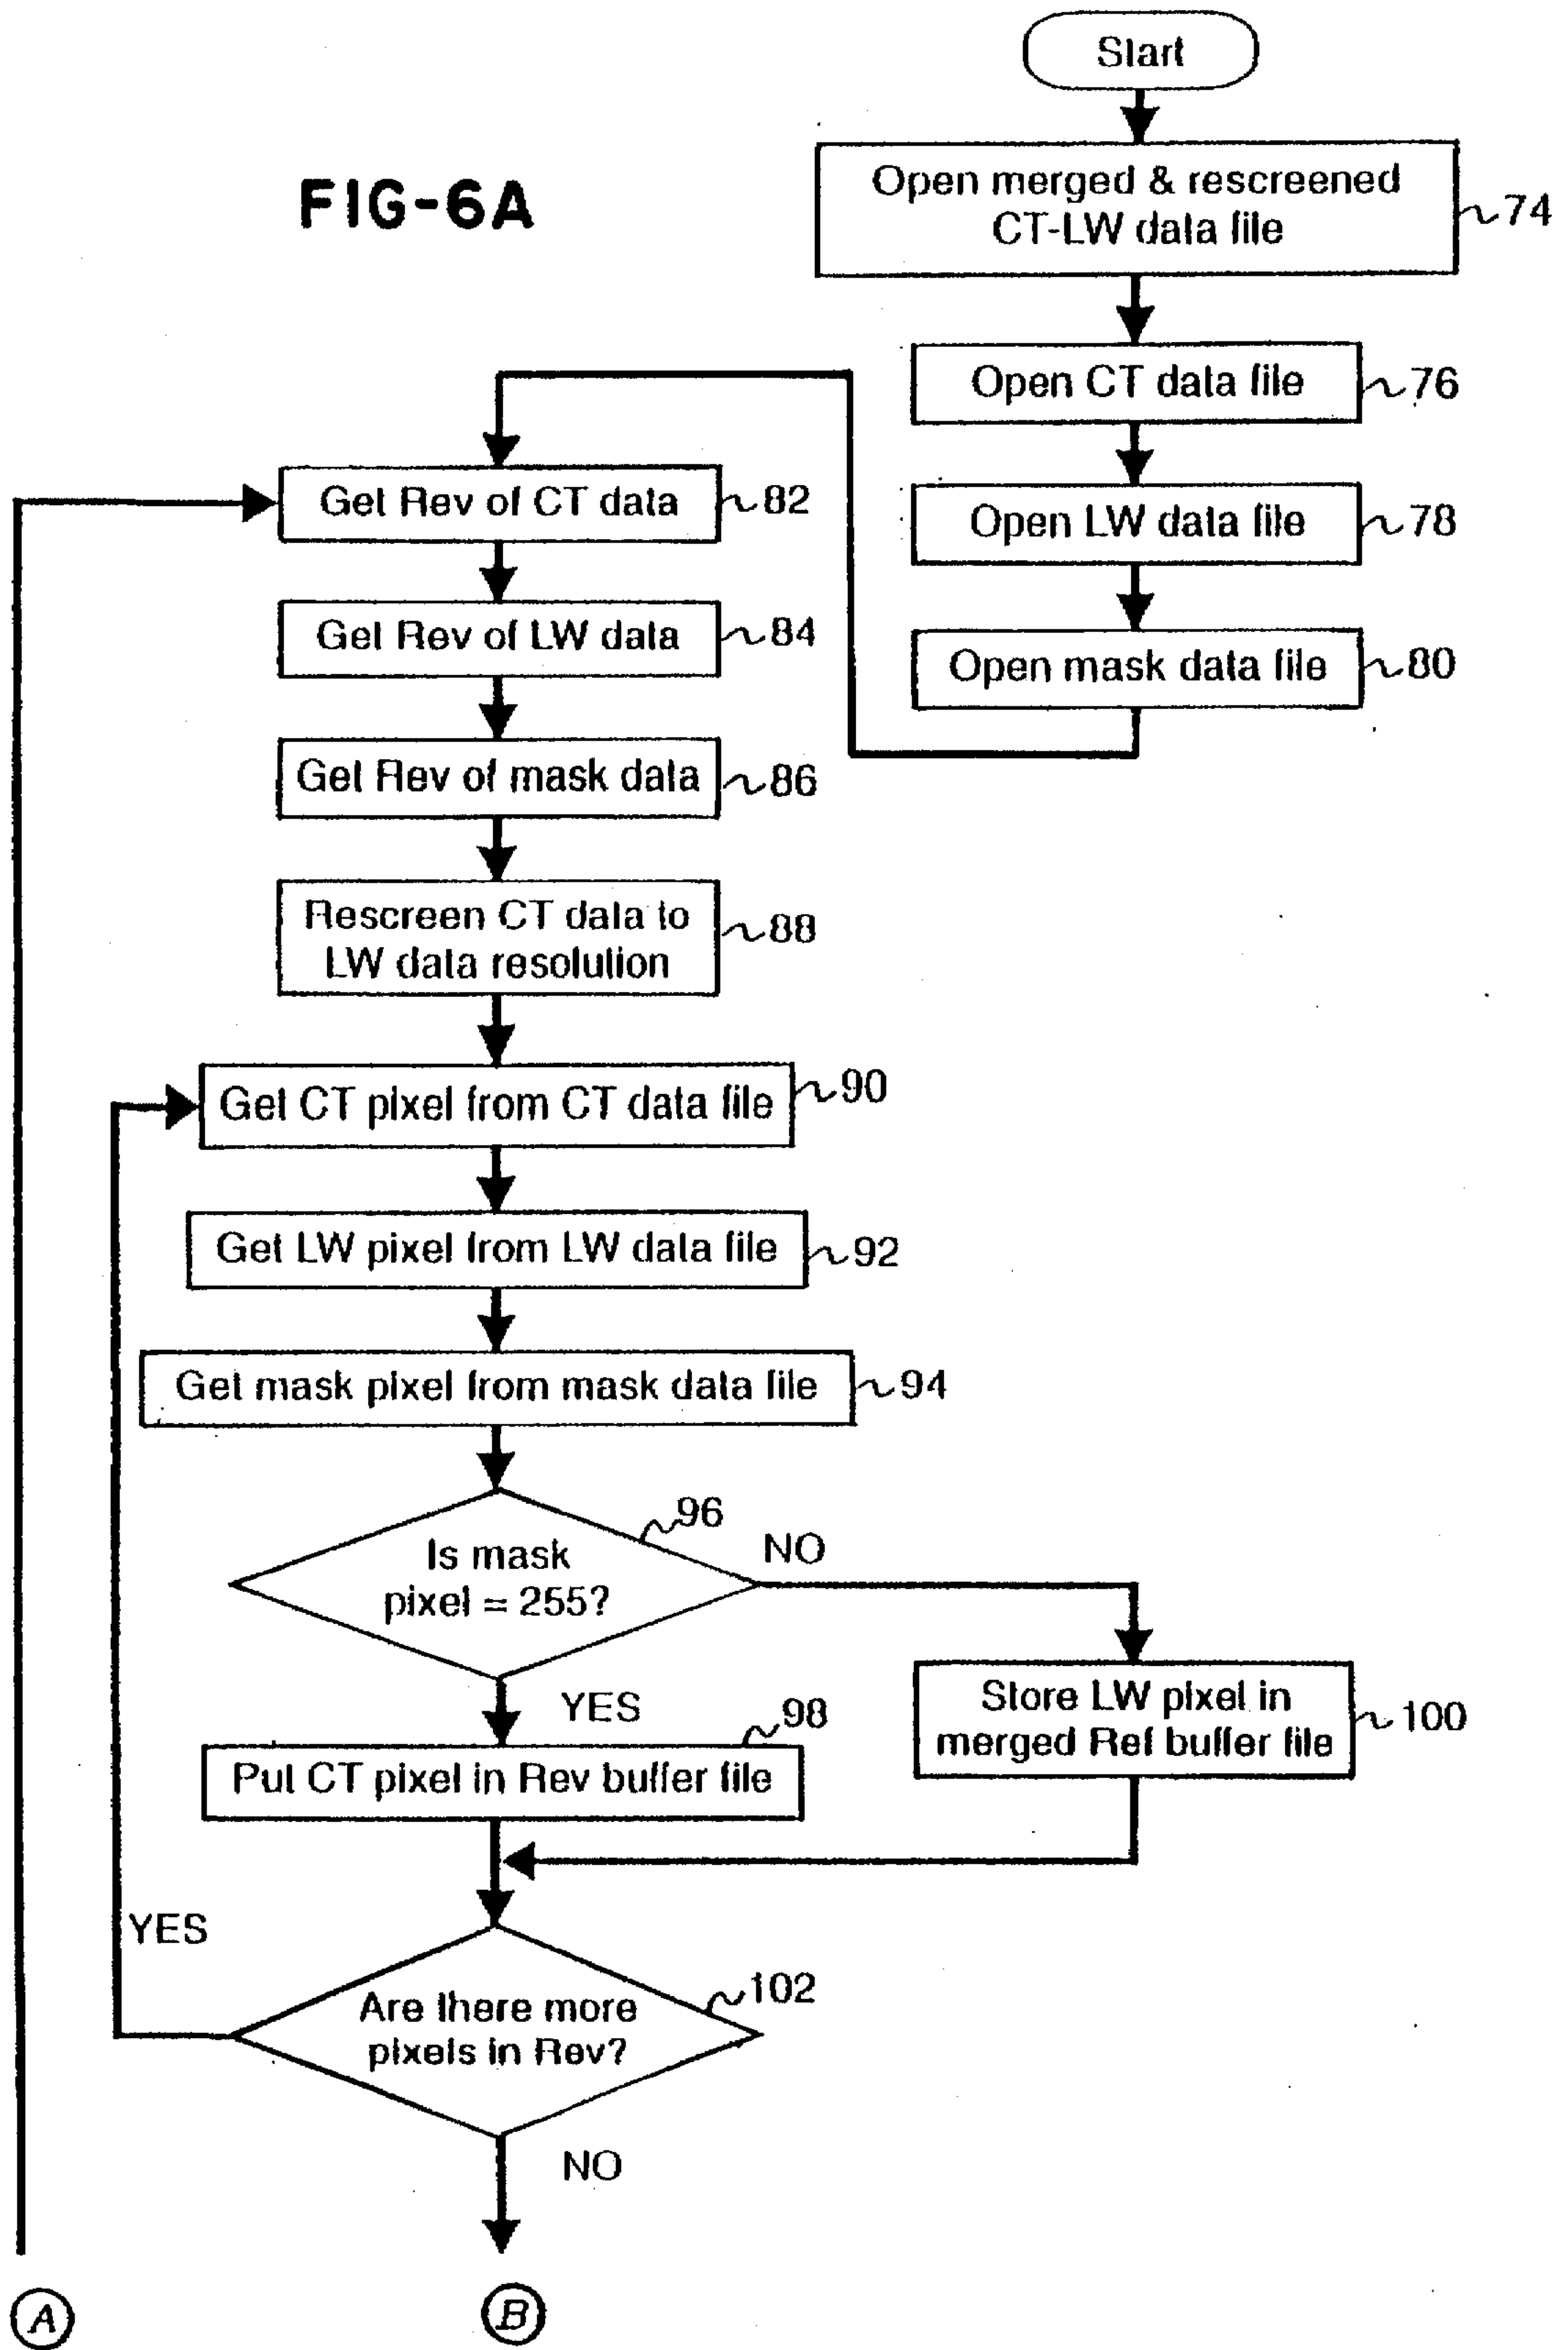 FIG-6A
Start
Open merged & rescreened
CT-LW data file
74
Open CT data file
76
Open LW data file
78
Open mask data file
80
Get Rev of CT data
82
Get Rev of LW data
84
Get Rev of mask data
86
Rescreen CT data to
LW data resolution
88
Get CT pixel from CT data file
90
Get LW pixel from LW data file
92
Get mask pixel from mask data file
94
Is mask
pixel = 255?
96
NO
YES
Store LW pixel in
merged Ref buffer file
100
Put CT pixel in Rev buffer file
98
YES
Are there more
pixels in Rev?
102
NO
A
B